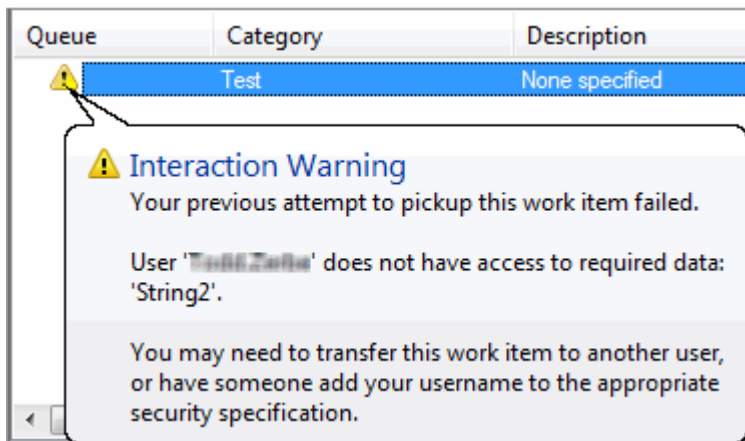 Queue Category Description
Test None specified
Interaction Warning
Your previous attempt to pickup this work item failed.
User ' ' does not have access to required data:
'String2'.
You may need to transfer this work item to another user,
or have someone add your username to the appropriate
security specification.